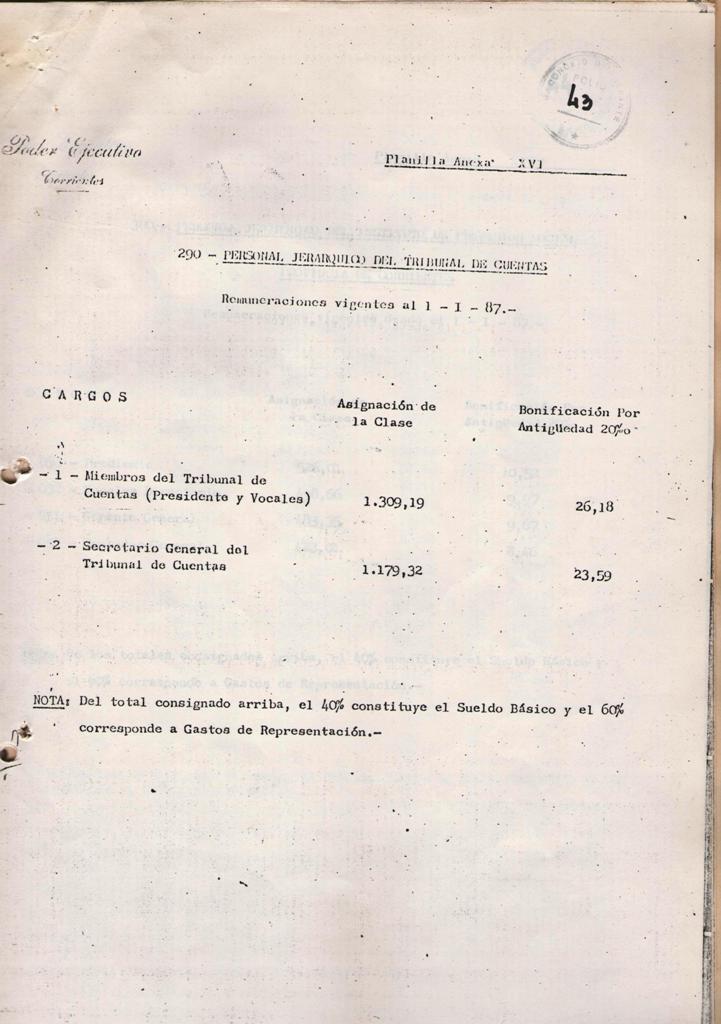 43
Poder Ejecutivo
Corrientes
Planilla Anexa XVI
290 - PERSONAL JERARQUICO DEL TRIBUNAL DE CUENTAS
Remuneraciones vigentes al 1 - I - 87.-
CARGOS
Asignación de
la Clase
Bonificación Por
Antigüedad 20%o
- 1 - Miembros del Tribunal de
Cuentas (Presidente y Vocales) 1.309,19 26,18
- 2 - Secretario General del
Tribunal de Cuentas 1.179,32 23,59
NOTA: Del total consignado arriba, el 40% constituye el Sueldo Básico y el 60%
corresponde a Gastos de Representación.-